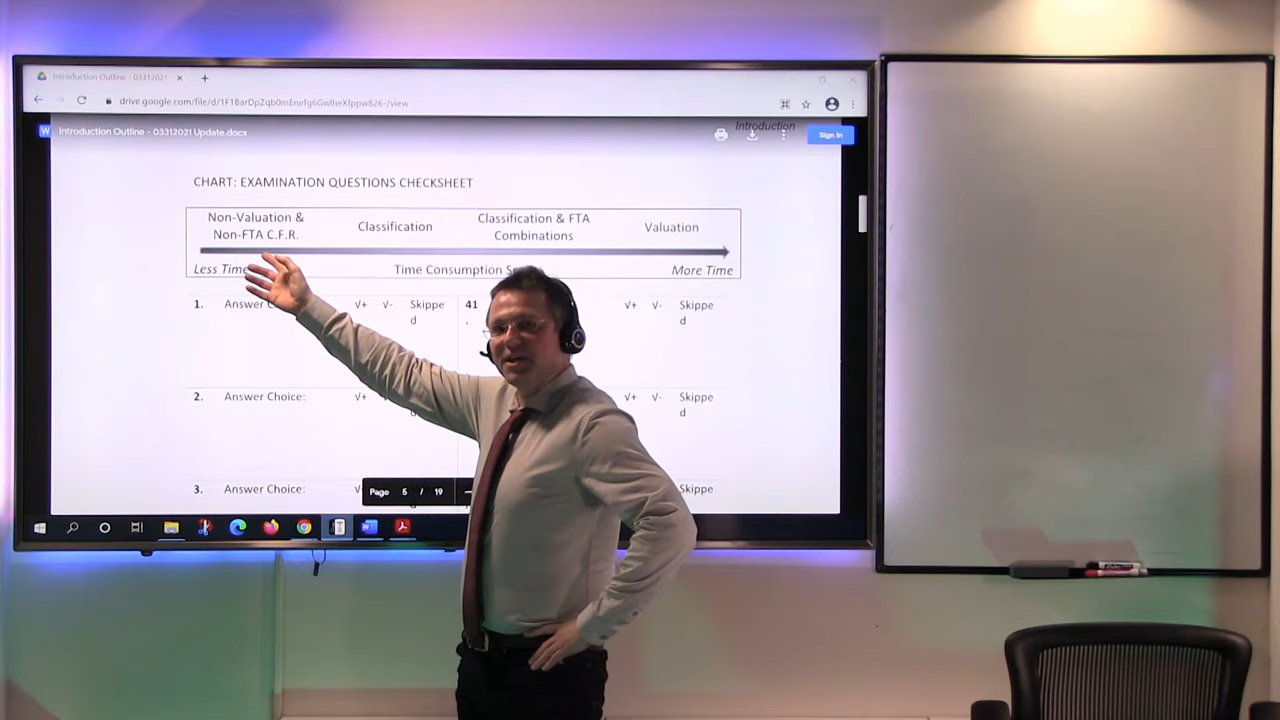 Introduction Outline - 0331202
drive.google.com/file/d/1F1BarDpZqb0mEnefg6GwlheXfppw826-/view
Introduction
W Introduction Outline - 03312021 Update.docx
Sign In
CHART: EXAMINATION QUESTIONS CHECKSHEET
Non-Valuation &
Non-FTA C.F.R.
Classification
Classification & FTA
Combinations
Valuation
Less Time
Time Consumption
More Time
1. Answer √+ √- Skippe
d
41
. √+ √- Skippe
d
2. Answer Choice: √+
d
√+ √- Skippe
d
3. Answer Choice:
Skippe
Page 5 / 19